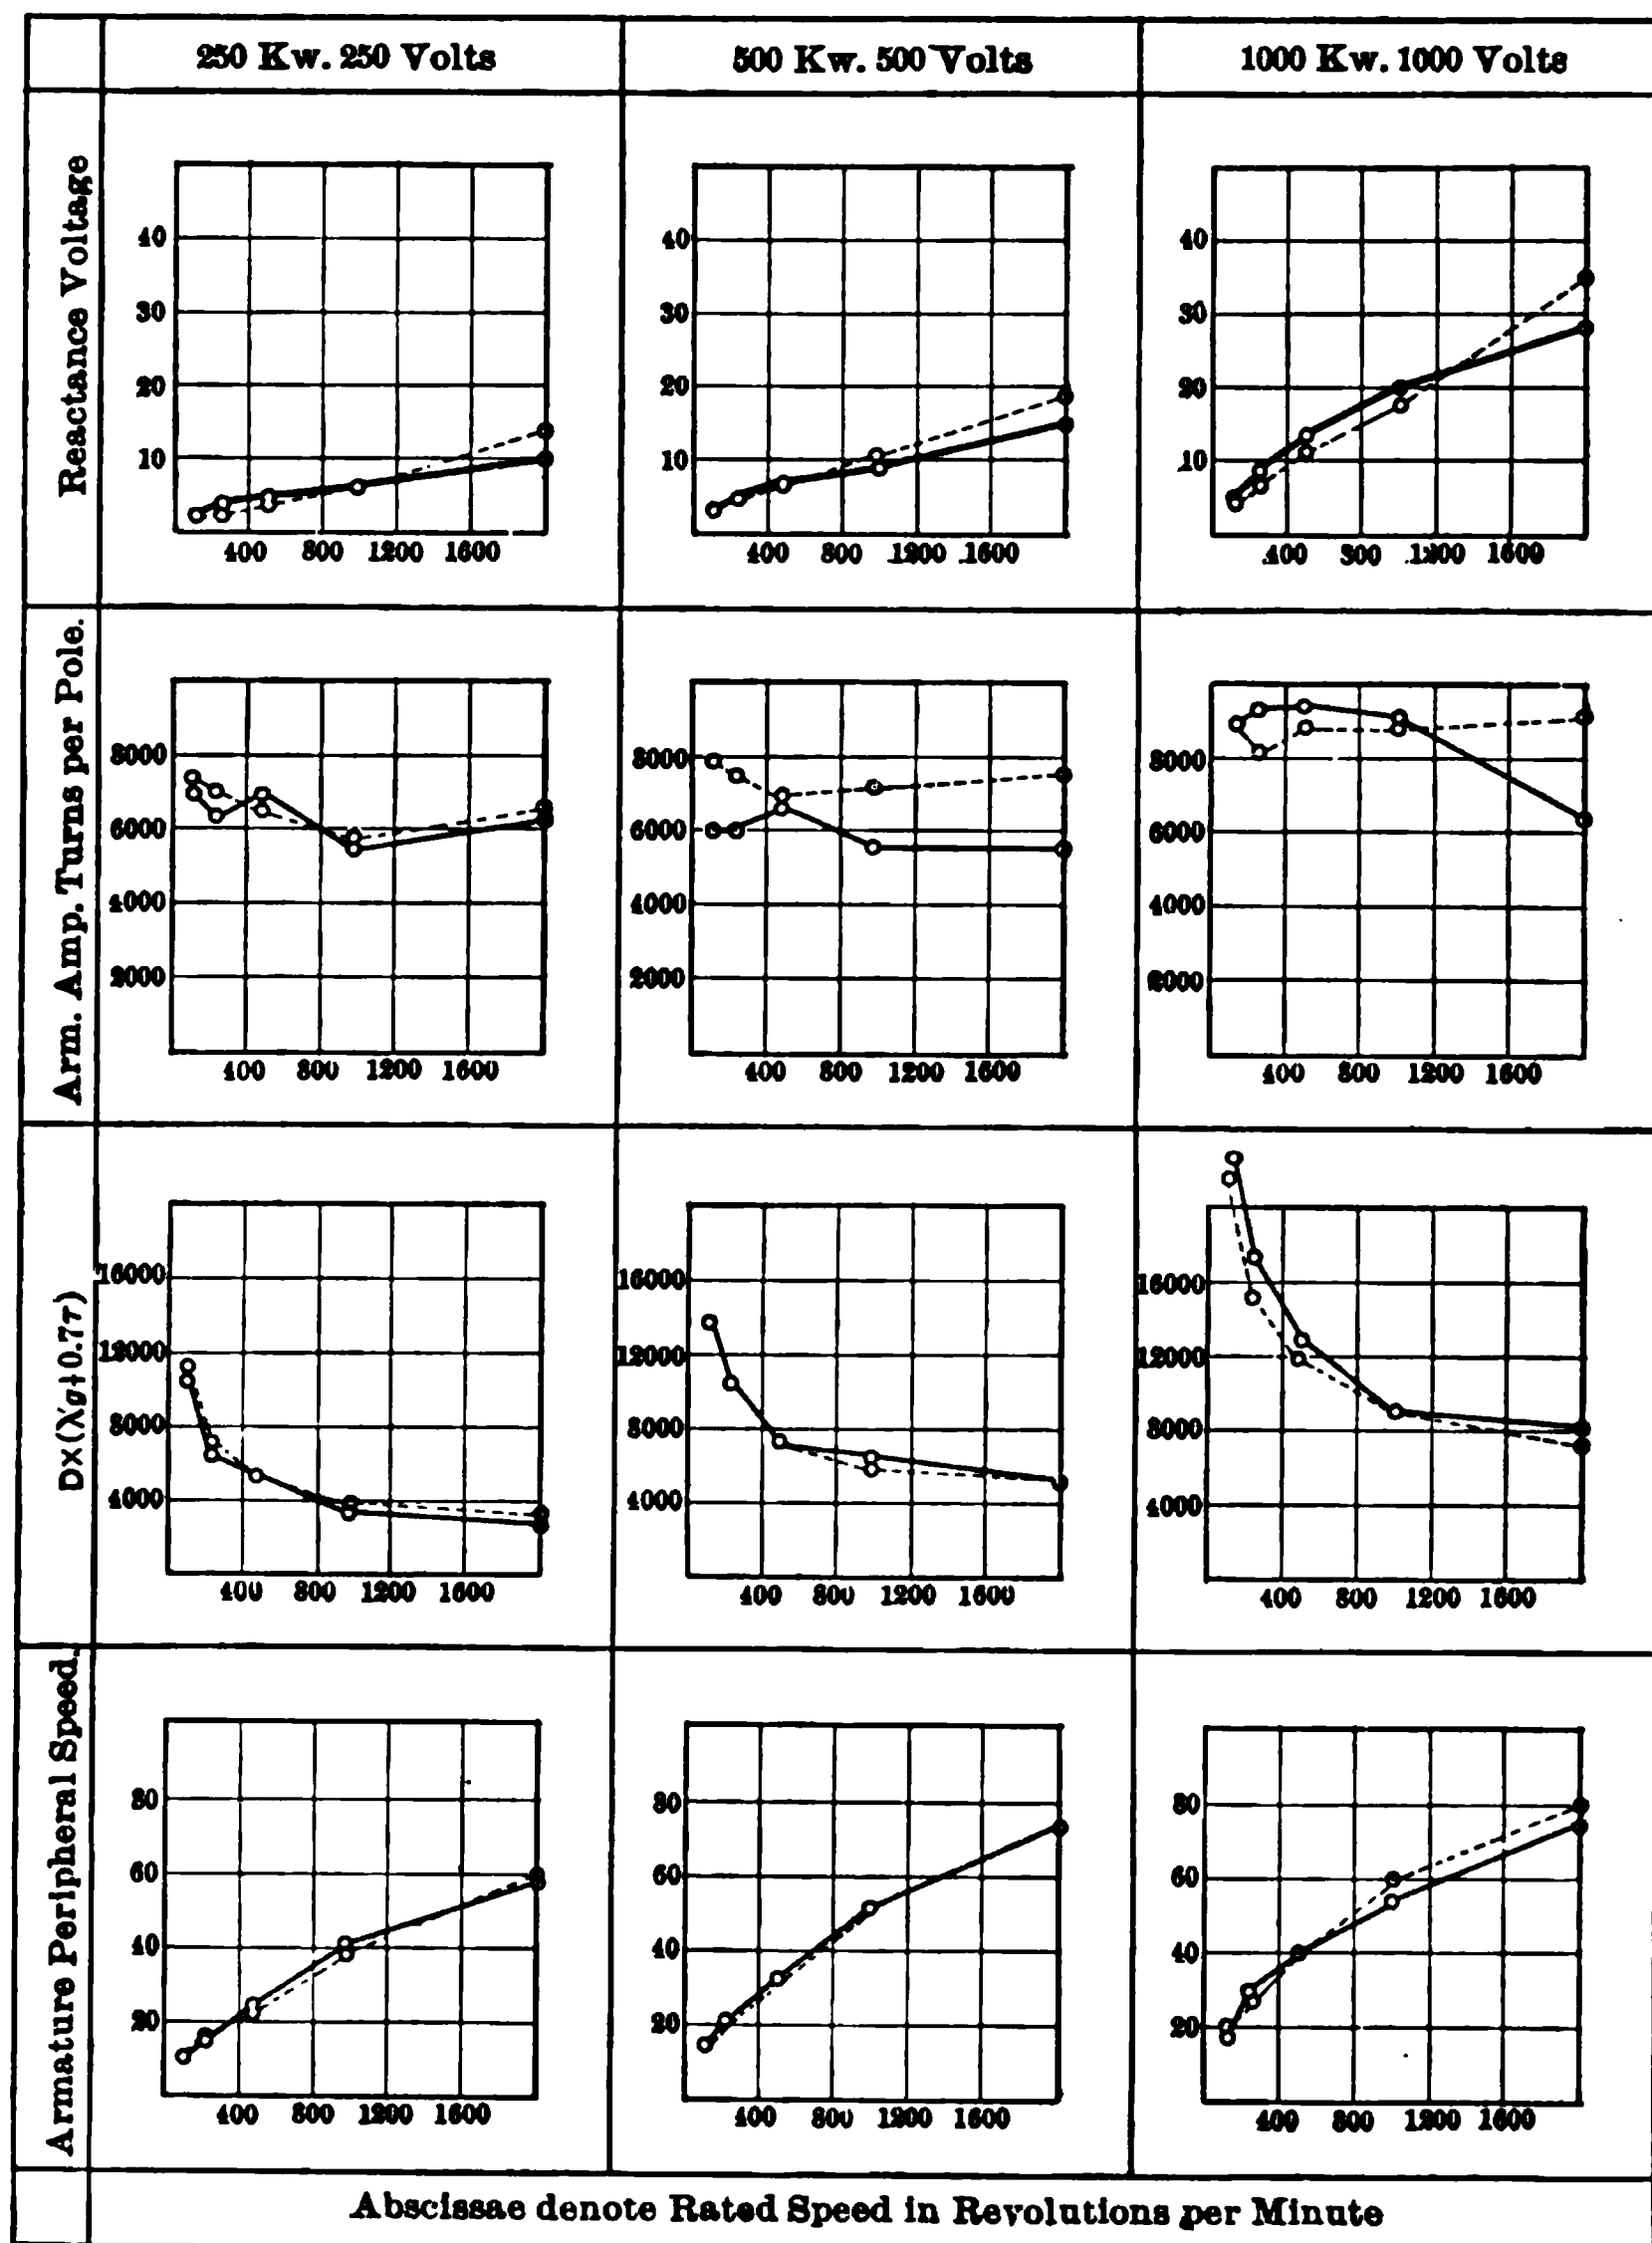 250 Kw. 250 Volts
500 Kw. 500 Volts
1000 Kw. 1000 Volts
Reactance Voltage
40
30
20
10
400 800 1200 1600
40
30
20
10
400 800 1200 1600
40
30
20
10
400 800 1200 1600
Arm. Amp. Turns per Pole.
8000
6000
4000
2000
400 800 1200 1600
8000
6000
4000
2000
400 800 1200 1600
8000
6000
4000
2000
400 800 1200 1600
D×(λg+0.7τ)
16000
12000
8000
4000
400 800 1200 1600
16000
12000
8000
4000
400 800 1200 1600
16000
12000
8000
4000
400 800 1200 1600
Armature Peripheral Speed.
80
60
40
20
400 800 1200 1600
80
60
40
20
400 800 1200 1600
80
60
40
20
400 800 1200 1600
Abscissae denote Rated Speed in Revolutions per Minute